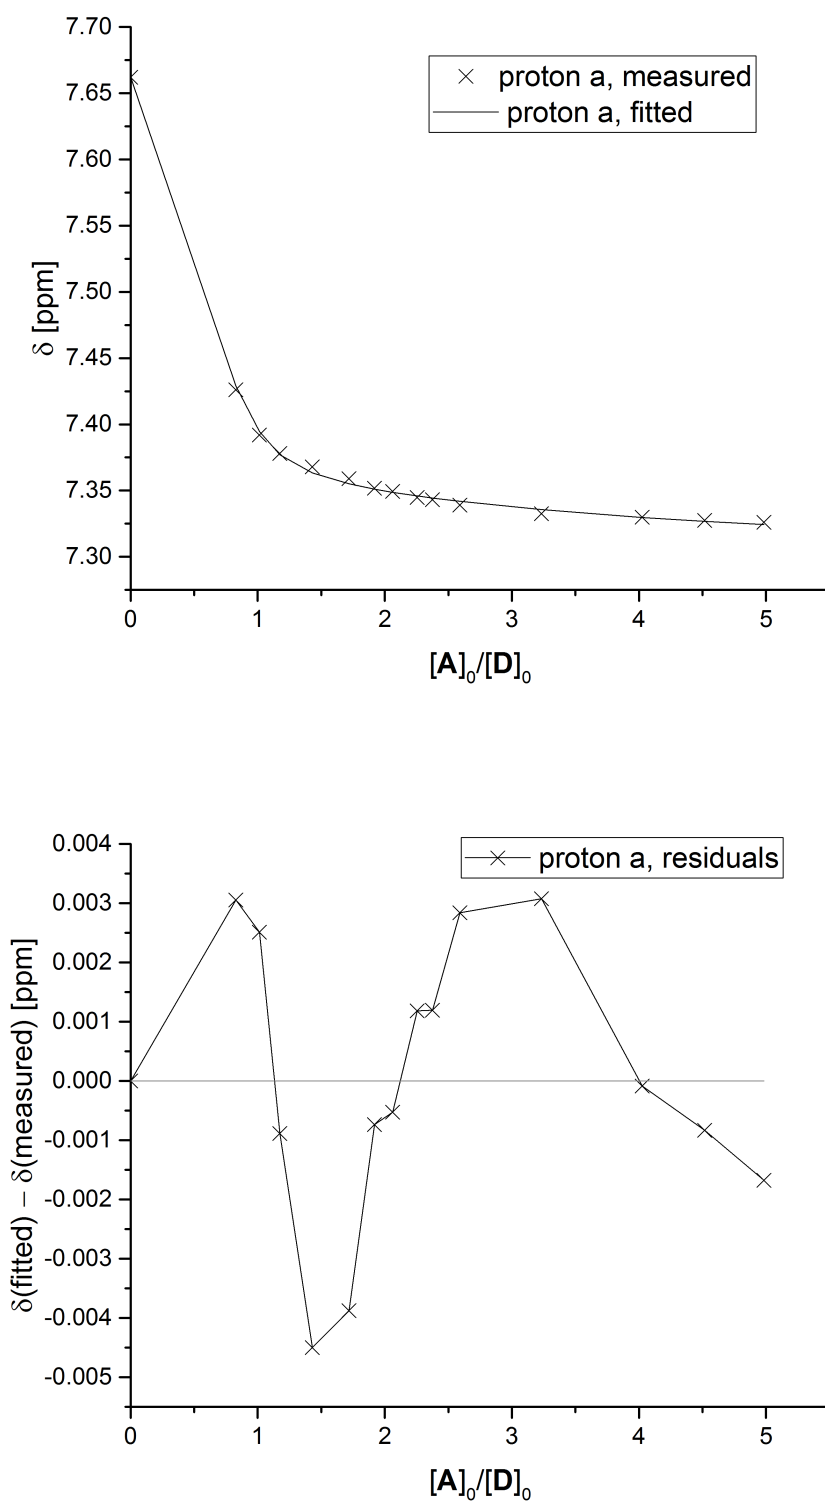 7.70
7.65
7.60
7.55
7.50
7.45
7.40
7.35
7.30
δ [ppm]
proton a, measured
proton a, fitted
0 1 2 3 4 5
[A]₀/[D]₀
0.004
0.003
0.002
0.001
0.000
-0.001
-0.002
-0.003
-0.004
-0.005
δ(fitted) – δ(measured) [ppm]
proton a, residuals
0 1 2 3 4 5
[A]₀/[D]₀